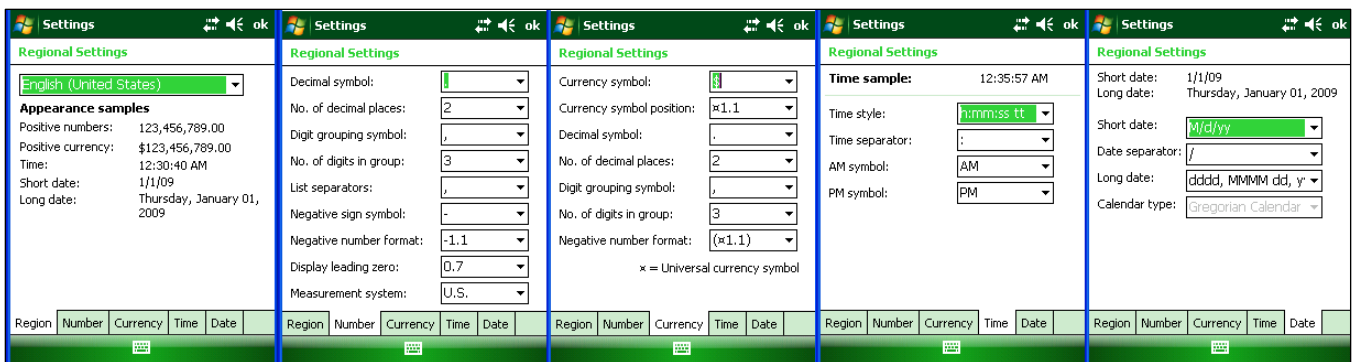 Settings ok
Regional Settings
English (United States)
Appearance samples
Positive numbers: 123,456,789.00
Positive currency: $123,456,789.00
Time: 12:30:40 AM
Short date: 1/1/09
Long date: Thursday, January 01,
2009
Region Number Currency Time Date
Settings ok
Regional Settings
Decimal symbol:
No. of decimal places: 2
Digit grouping symbol: ,
No. of digits in group: 3
List separators: ,
Negative sign symbol: -
Negative number format: -1.1
Display leading zero: 0.7
Measurement system: U.S.
Region Number Currency Time Date
Settings ok
Regional Settings
Currency symbol: $
Currency symbol position: ¤1.1
Decimal symbol: .
No. of decimal places: 2
Digit grouping symbol: ,
No. of digits in group: 3
Negative number format: (¤1.1)
¤ = Universal currency symbol
Region Number Currency Time Date
Settings ok
Regional Settings
Time sample: 12:35:57 AM
Time style: h:mm:ss tt
Time separator: :
AM symbol: AM
PM symbol: PM
Region Number Currency Time Date
Settings ok
Regional Settings
Short date: 1/1/09
Long date: Thursday, January 01, 2009
Short date: M/d/yy
Date separator: /
Long date: dddd, MMMM dd, y
Calendar type: Gregorian Calendar
Region Number Currency Time Date